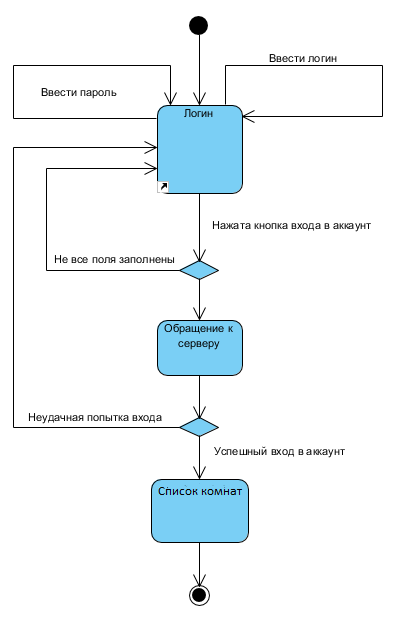 Ввести логин
Ввести пароль
Логин
Нажата кнопка входа в аккаунт
Не все поля заполнены
Обращение к
серверу
Неудачная попытка входа
Успешный вход в аккаунт
Список комнат